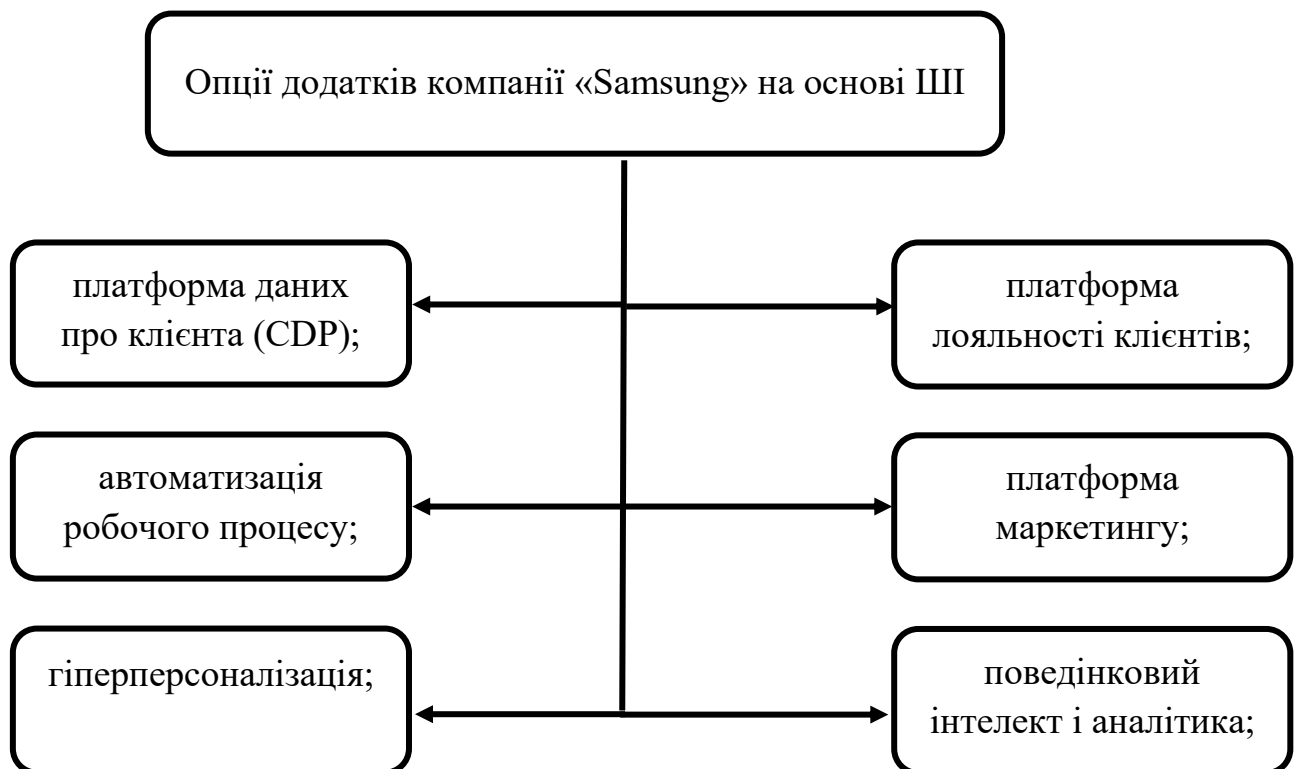 Опції додатків компанії «Samsung» на основі ШІ
платформа даних
про клієнта (CDP);
платформа
лояльності клієнтів;
автоматизація
робочого процесу;
платформа
маркетингу;
гіперперсоналізація;
поведінковий
інтелект і аналітика;